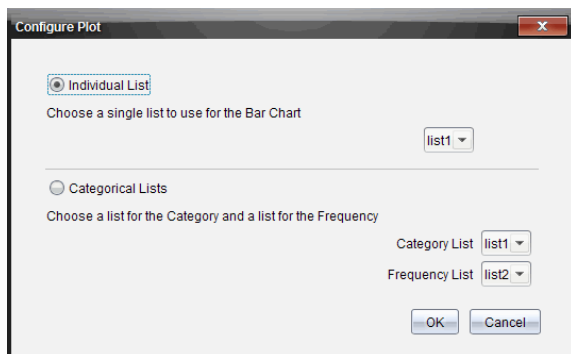 Configure Plot
Individual List
Choose a single list to use for the Bar Chart
list1
Categorical Lists
Choose a list for the Category and a list for the Frequency
Category List list1
Frequency List list2
OK Cancel